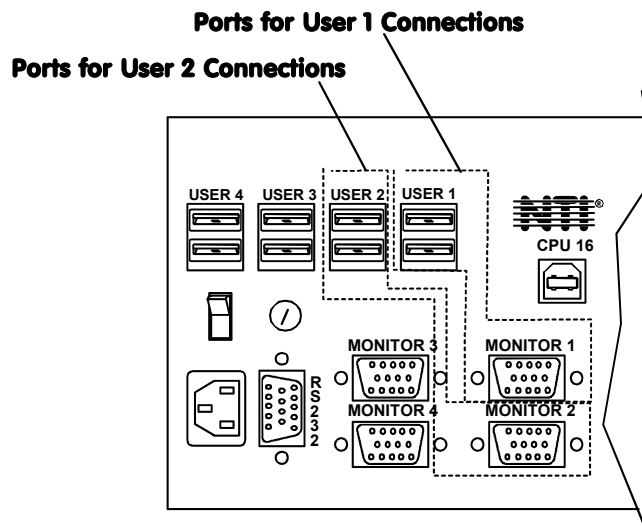 Ports for User 1 Connections
Ports for User 2 Connections
USER 4 USER 3 USER 2 USER 1
NTI®
CPU 16
MONITOR 3 MONITOR 1
RS232
MONITOR 4 MONITOR 2